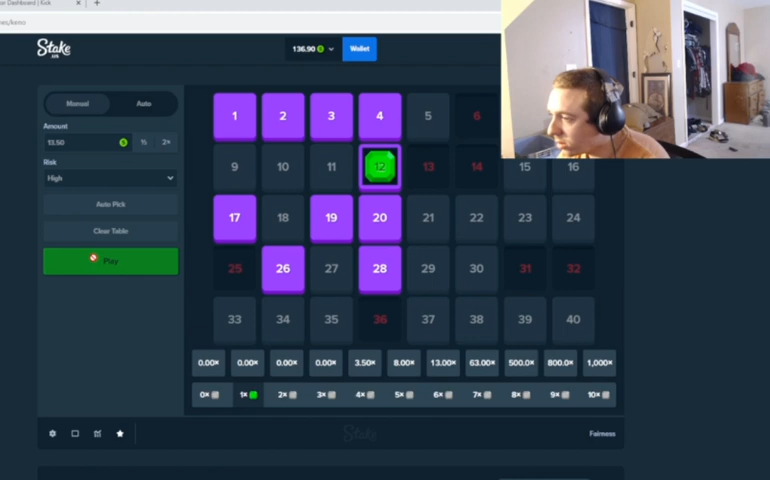 or Dashboard | Kick
Stake
136.90
Wallet
Manual Auto
Amount
13.50 ½ 2×
Risk
High
Auto Pick
Clear Table
Play
1 2 3 4 5 6
9 10 11 12 13 14 15 16
17 18 19 20 21 22 23 24
25 26 27 28 29 30 31 32
33 34 35 36 37 38 39 40
0.00× 0.00× 0.00× 0.00× 3.50× 8.00× 13.00× 63.00× 500.0× 800.0× 1,000×
0× 1× 2× 3× 4× 5× 6× 7× 8× 9× 10×
Stake
Fairness